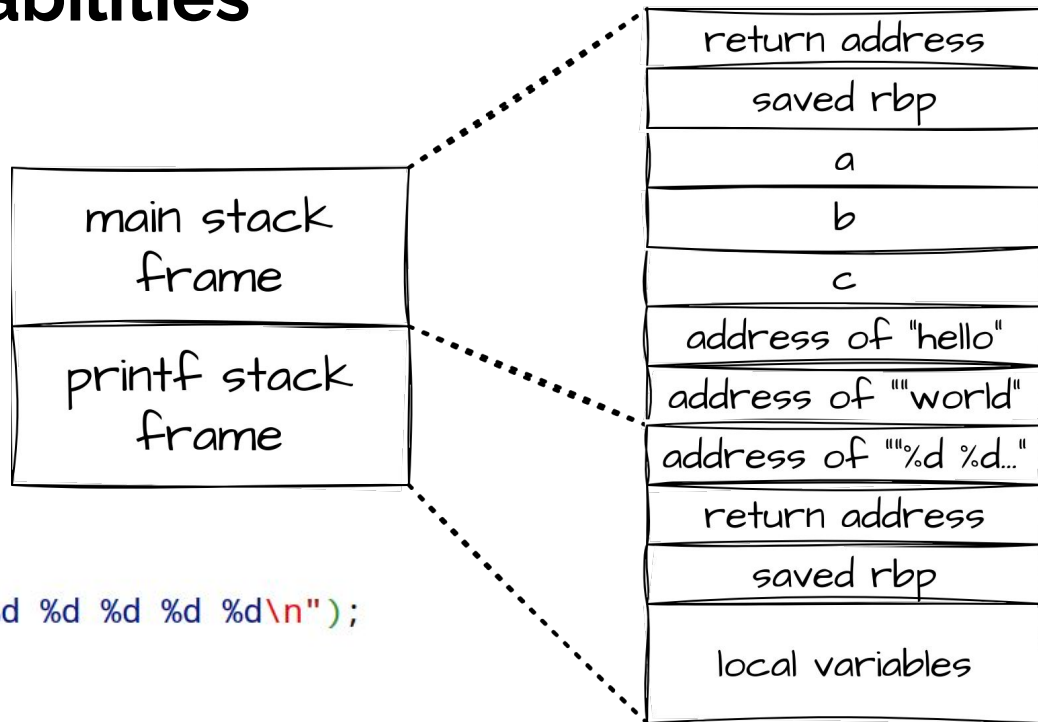 abilities
main stack
frame
printf stack
frame
d %d %d %d %d\n");
return address
saved rbp
a
b
c
address of "hello"
address of ""world"
address of ""%d %d..."
return address
saved rbp
local variables